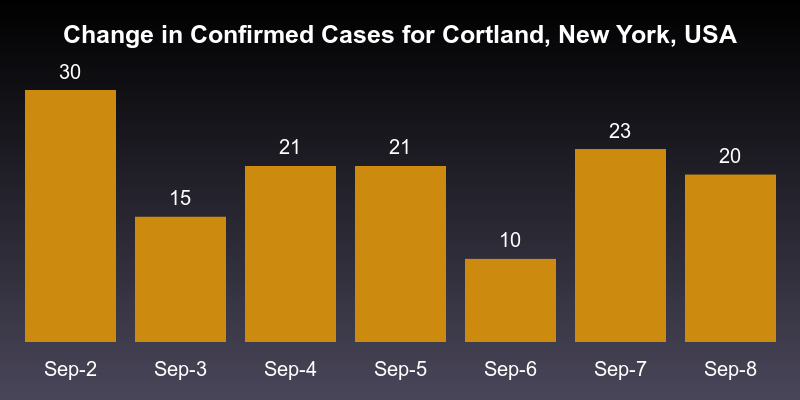 Change in Confirmed Cases for Cortland, New York, USA
30
15
21
21
10
23
20
Sep-2
Sep-3
Sep-4
Sep-5
Sep-6
Sep-7
Sep-8